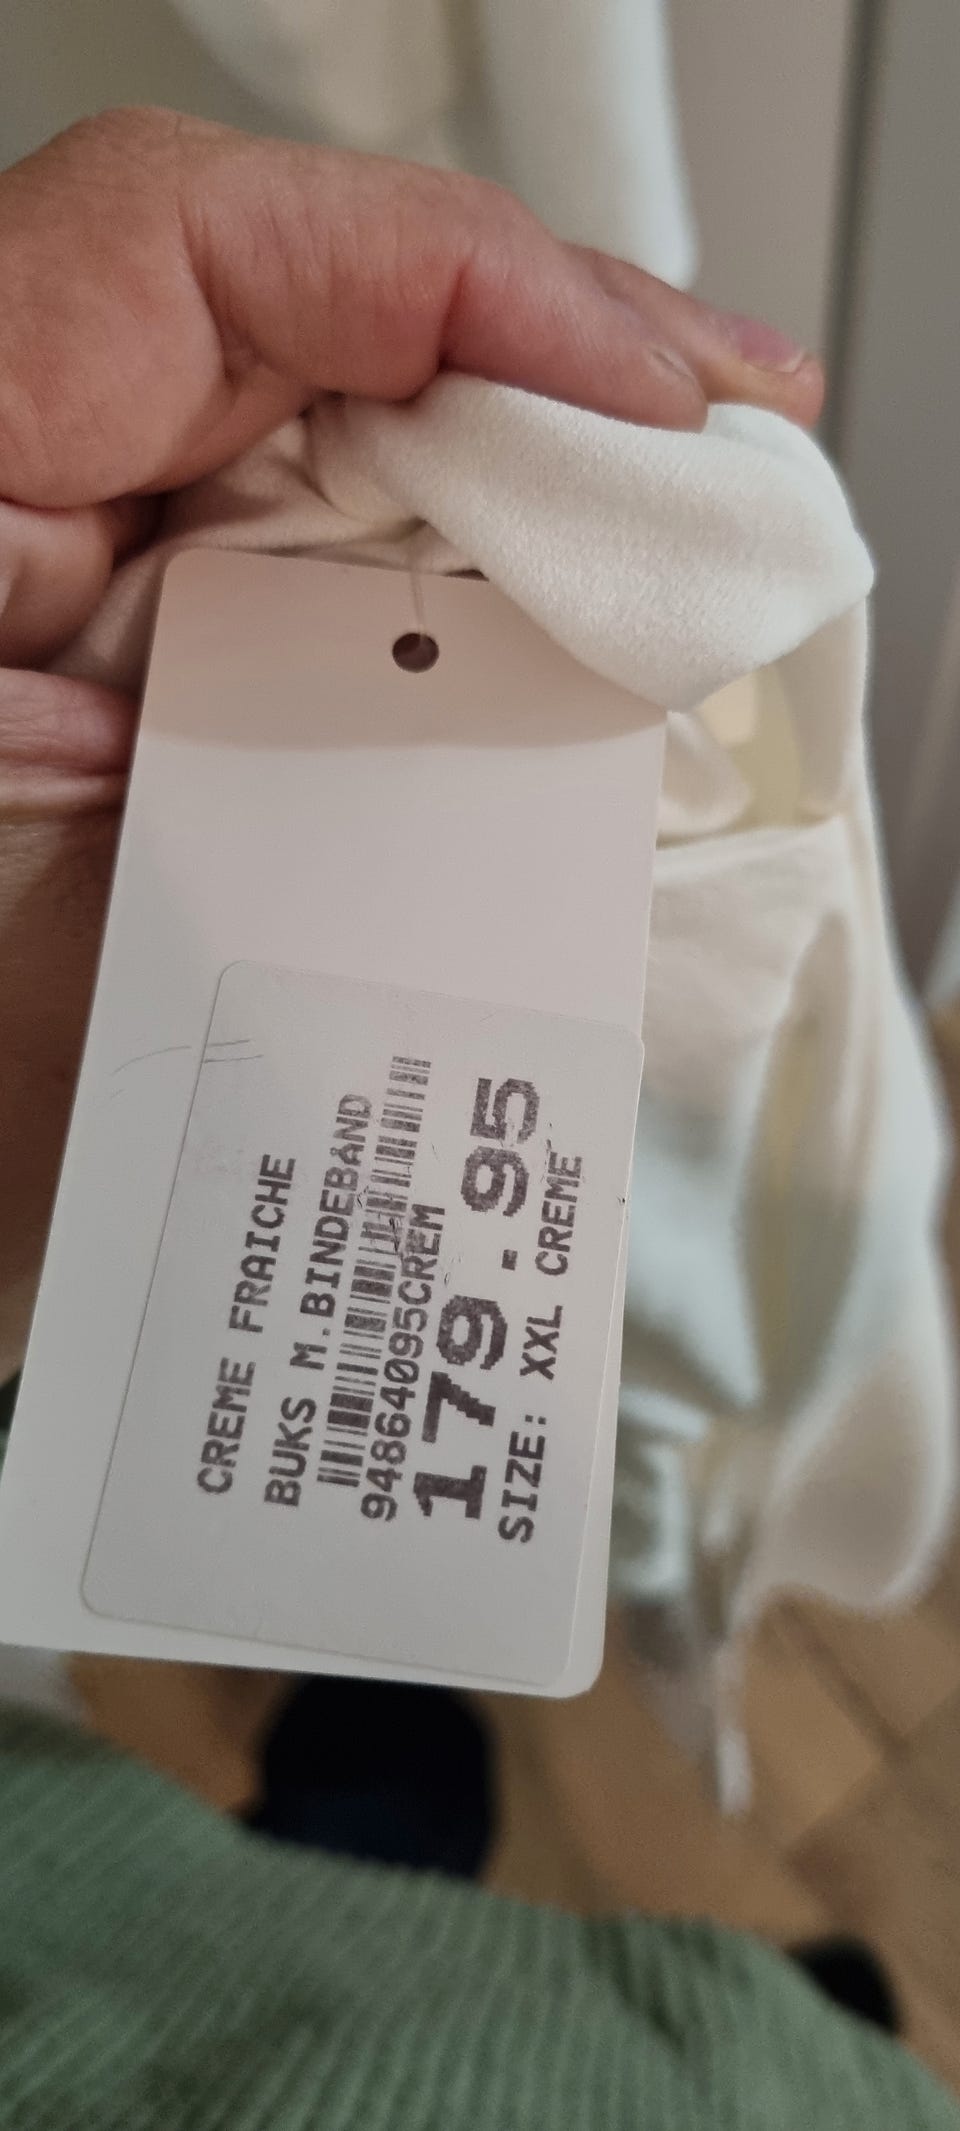 CREME FRAICHE
BUKS M.BINDEBÅND
94864095CREM
179.95
SIZE: XXL CREME